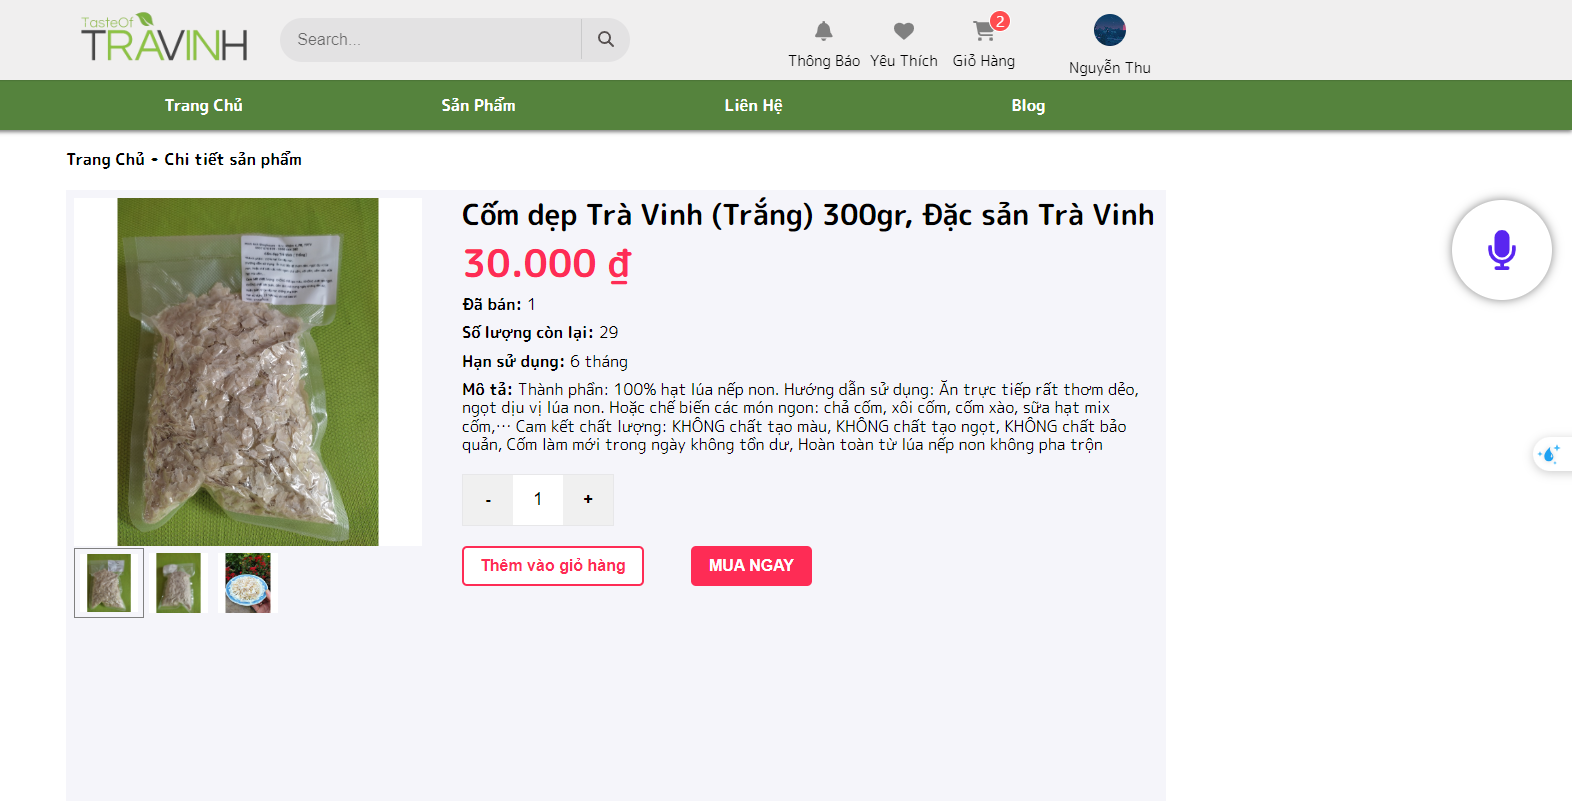 TasteOf
TRAVINH
Search...
2
Thông Báo
Yêu Thích
Giỏ Hàng
Nguyễn Thu
Trang Chủ
Sản Phẩm
Liên Hệ
Blog
Trang Chủ - Chi tiết sản phẩm
Cốm dẹp Trà Vinh (Trắng) 300gr, Đặc sản Trà Vinh
30.000 ₫
Đã bán: 1
Số lượng còn lại: 29
Hạn sử dụng: 6 tháng
Mô tả: Thành phần: 100% hạt lúa nếp non. Hướng dẫn sử dụng: Ăn trực tiếp rất thơm dẻo,
ngọt dịu vị lúa non. Hoặc chế biến các món ngon: chả cốm, xôi cốm, cốm xào, sữa hạt mix
cốm,… Cam kết chất lượng: KHÔNG chất tạo màu, KHÔNG chất tạo ngọt, KHÔNG chất bảo
quản, Cốm làm mới trong ngày không tồn dư, Hoàn toàn từ lúa nếp non không pha trộn
- 1 +
Thêm vào giỏ hàng
MUA NGAY